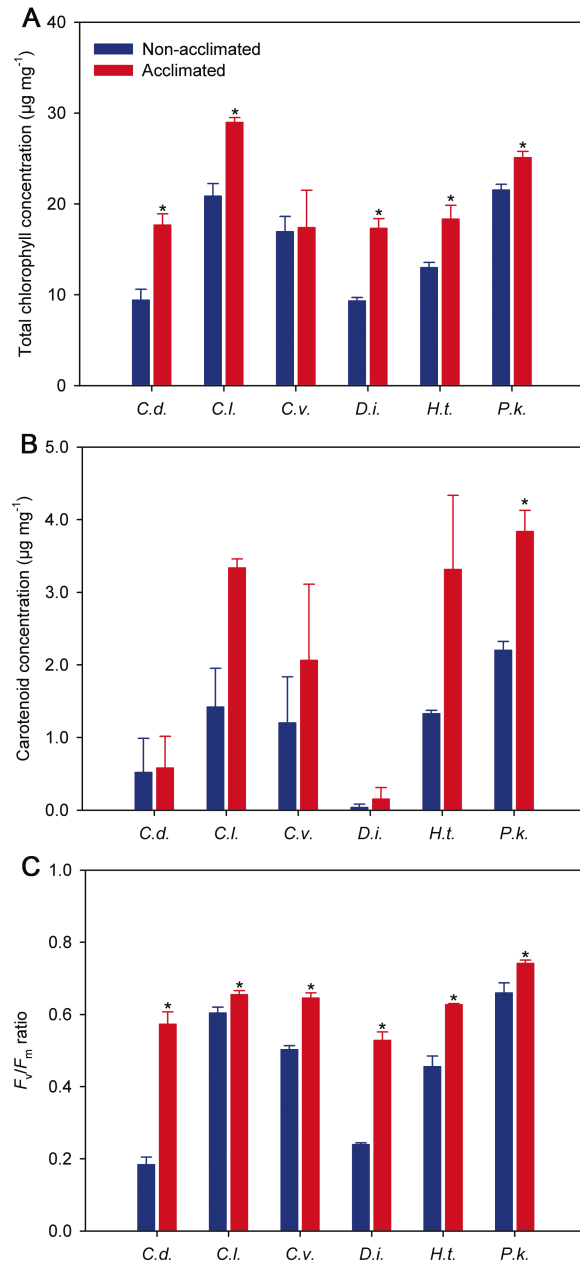 A
Total chlorophyll concentration (µg mg⁻¹)
40
30
20
10
0
Non-acclimated
Acclimated
*
*
*
*
*
C.d. C.l. C.v. D.i. H.t. P.k.
B
Carotenoid concentration (µg mg⁻¹)
5.0
4.0
3.0
2.0
1.0
0.0
*
C.d. C.l. C.v. D.i. H.t. P.k.
C
Fv/Fm ratio
1.0
0.8
0.6
0.4
0.2
0.0
*
*
*
*
*
*
C.d. C.l. C.v. D.i. H.t. P.k.